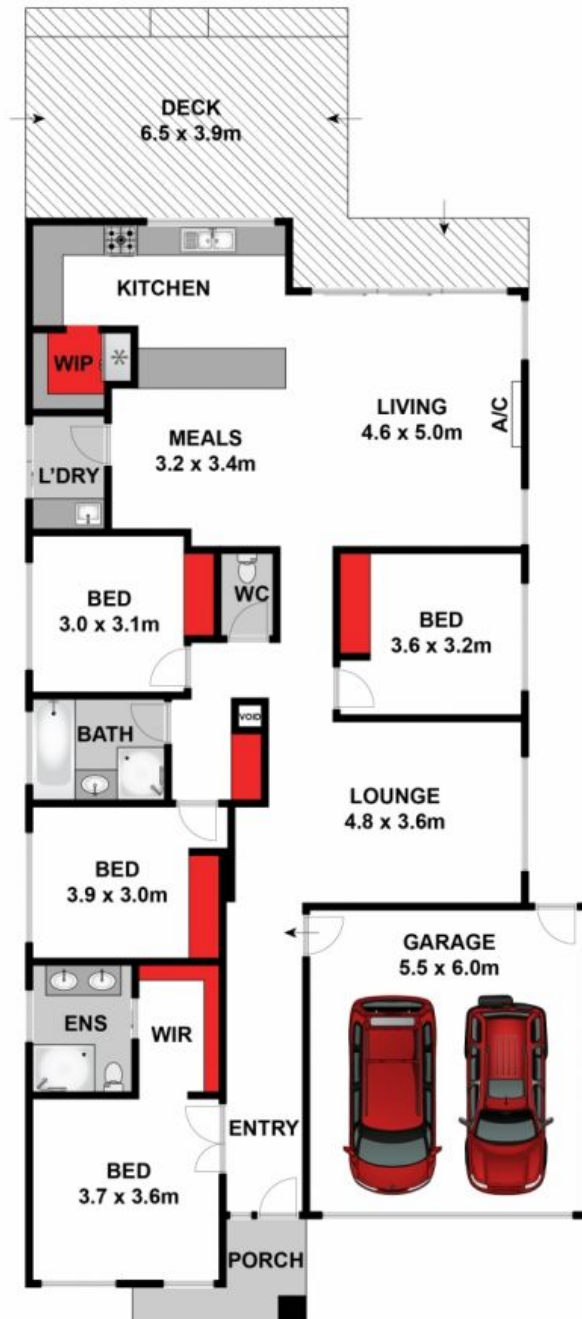 DECK
6.5 x 3.9m
KITCHEN
WIP
LIVING
4.6 x 5.0m
A/C
MEALS
3.2 x 3.4m
L'DRY
BED
3.0 x 3.1m
WC
BED
3.6 x 3.2m
BATH
VOID
LOUNGE
4.8 x 3.6m
BED
3.9 x 3.0m
GARAGE
5.5 x 6.0m
ENS
WIR
ENTRY
BED
3.7 x 3.6m
PORCH